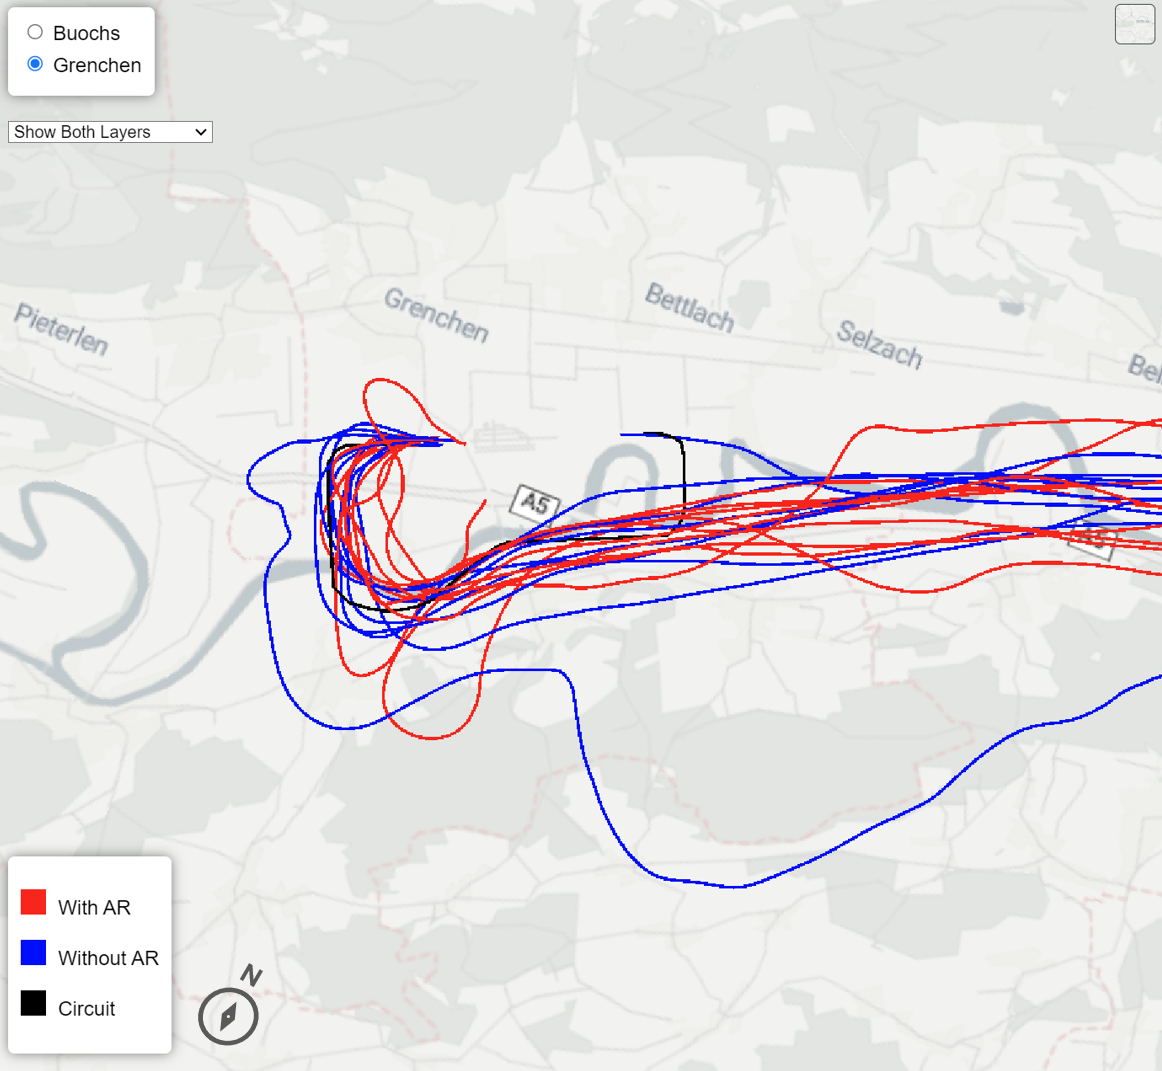 Buochs
Grenchen
Show Both Layers
Pieterlen
Grenchen
Bettlach
Selzach
Bel
A5
With AR
Without AR
Circuit
N